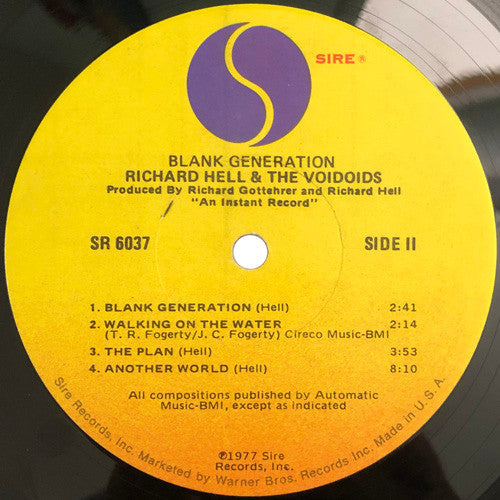 SIRE®
BLANK GENERATION
RICHARD HELL & THE VOIDOIDS
Produced By Richard Gottehrer and Richard Hell
"An Instant Record"
SR 6037 SIDE II
1. BLANK GENERATION (Hell) 2:41
2. WALKING ON THE WATER 2:14
(T. R. Fogerty/J. C. Fogerty) Cireco Music-BMI
3. THE PLAN (Hell) 3:53
4. ANOTHER WORLD (Hell) 8:10
All compositions published by Automatic
Music-BMI, except as indicated
℗1977 Sire
Records, Inc.
Sire Records, Inc. Marketed by Warner Bros. Records Inc. Made in U.S.A.